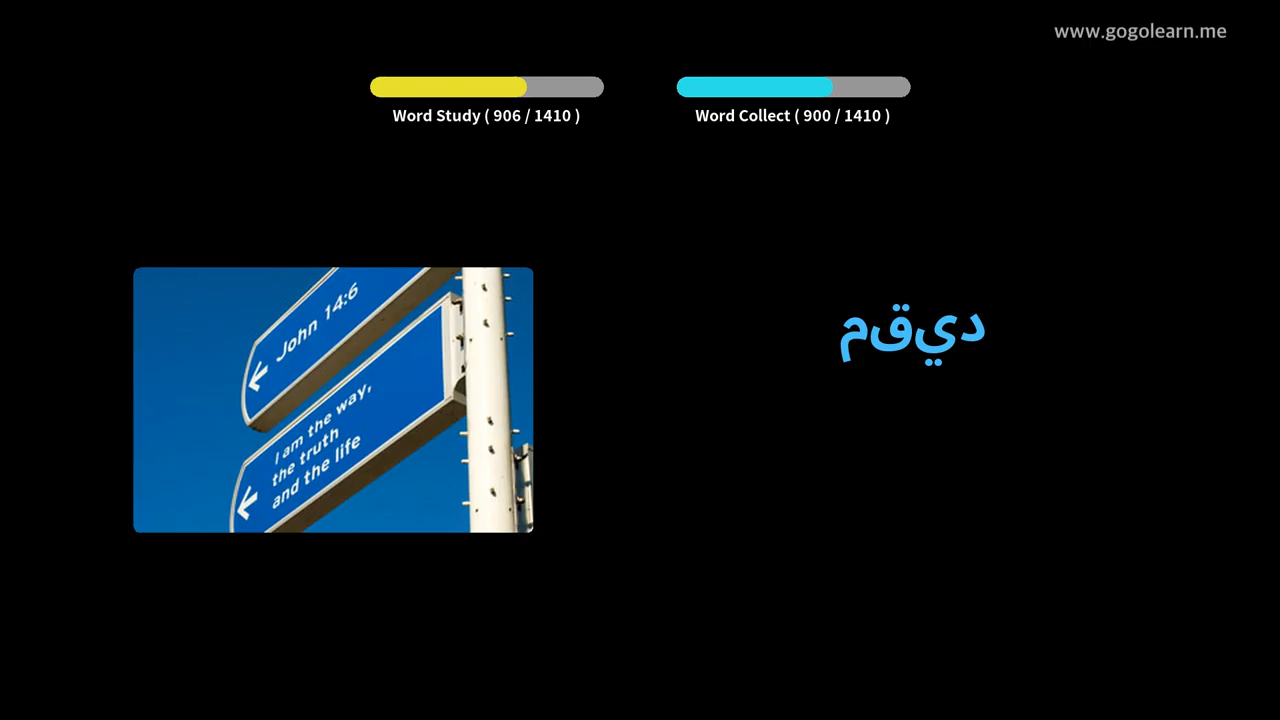 www.gogolearn.me
Word Study ( 906 / 1410 )
Word Collect ( 900 / 1410 )
John 14:6
I am the way,
the truth
and the life
ديقم